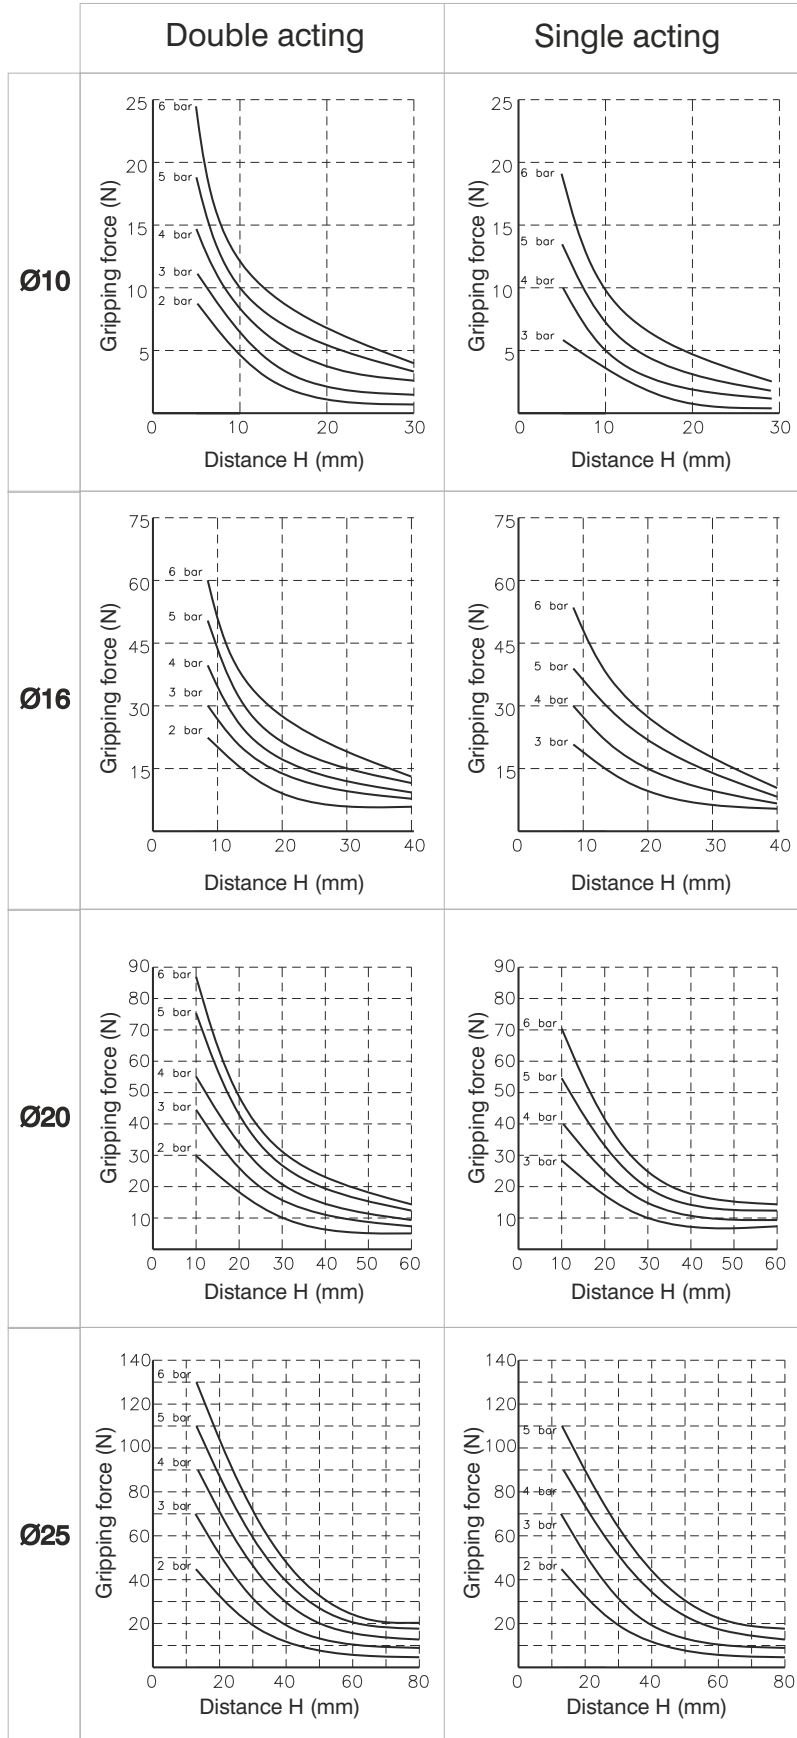 Double acting
Single acting
Ø10
Gripping force (N)
25
20
15
10
5
6 bar
5 bar
4 bar
3 bar
2 bar
0 10 20 30
Distance H (mm)
Gripping force (N)
25
20
15
10
5
6 bar
5 bar
4 bar
3 bar
0 10 20 30
Distance H (mm)
Ø16
Gripping force (N)
75
60
45
30
15
6 bar
5 bar
4 bar
3 bar
2 bar
0 10 20 30 40
Distance H (mm)
Gripping force (N)
75
60
45
30
15
6 bar
5 bar
4 bar
3 bar
0 10 20 30 40
Distance H (mm)
Ø20
Gripping force (N)
90
80
70
60
50
40
30
20
10
6 bar
5 bar
4 bar
3 bar
2 bar
0 10 20 30 40 50 60
Distance H (mm)
Gripping force (N)
90
80
70
60
50
40
30
20
10
6 bar
5 bar
4 bar
3 bar
0 10 20 30 40 50 60
Distance H (mm)
Ø25
Gripping force (N)
140
120
100
80
60
40
20
6 bar
5 bar
4 bar
3 bar
2 bar
0 20 40 60 80
Distance H (mm)
Gripping force (N)
140
120
100
80
60
40
20
5 bar
4 bar
3 bar
2 bar
0 20 40 60 80
Distance H (mm)